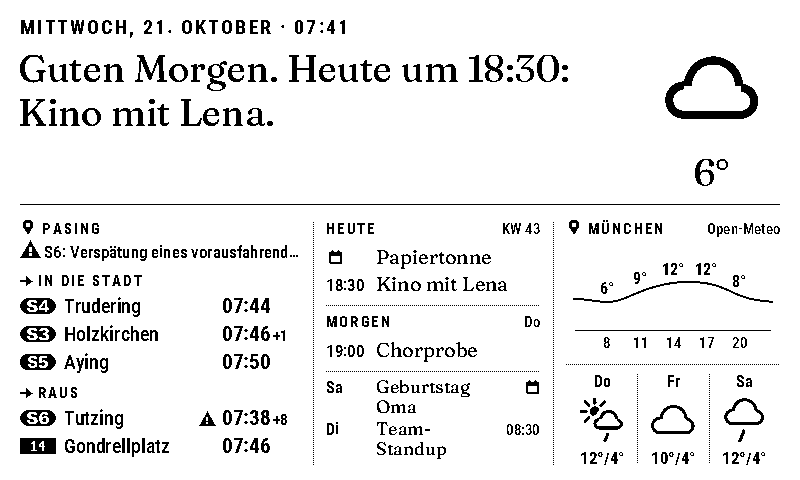 MITTWOCH, 21. OKTOBER · 07:41
Guten Morgen. Heute um 18:30:
Kino mit Lena.
6°
PASING
S6: Verspätung eines vorausfahrend…
IN DIE STADT
S4 Trudering 07:44
S3 Holzkirchen 07:46 +1
S5 Aying 07:50
RAUS
S6 Tutzing 07:38 +8
14 Gondrellplatz 07:46
HEUTE KW 43
Papiertonne
18:30 Kino mit Lena
MORGEN Do
19:00 Chorprobe
Sa Geburtstag
Oma
Di Team- 08:30
Standup
MÜNCHEN Open-Meteo
6° 9° 12° 12° 8°
8 11 14 17 20
Do Fr Sa
12°/4° 10°/4° 12°/4°